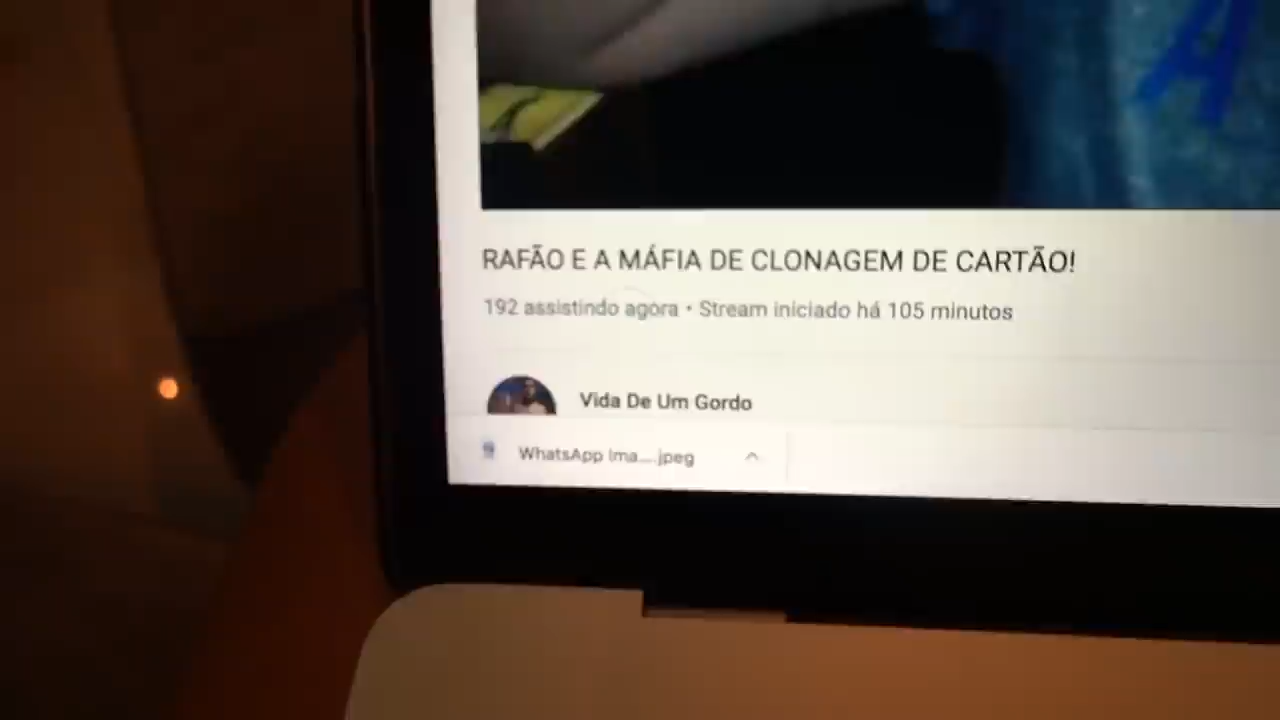 RAFÃO E A MÁFIA DE CLONAGEM DE CARTÃO!
192 assistindo agora • Stream iniciado há 105 minutos
Vida De Um Gordo
WhatsApp Ima....jpeg